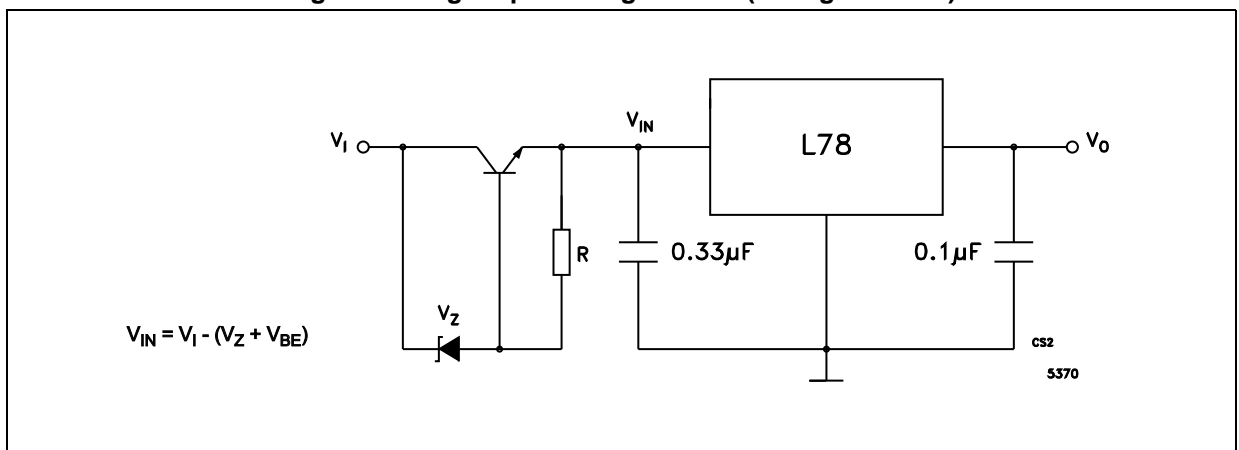 V_I
V_IN
L78
V_O
R
0.33µF
0.1µF
V_Z
V_IN = V_I - (V_Z + V_BE)
CS2
5370